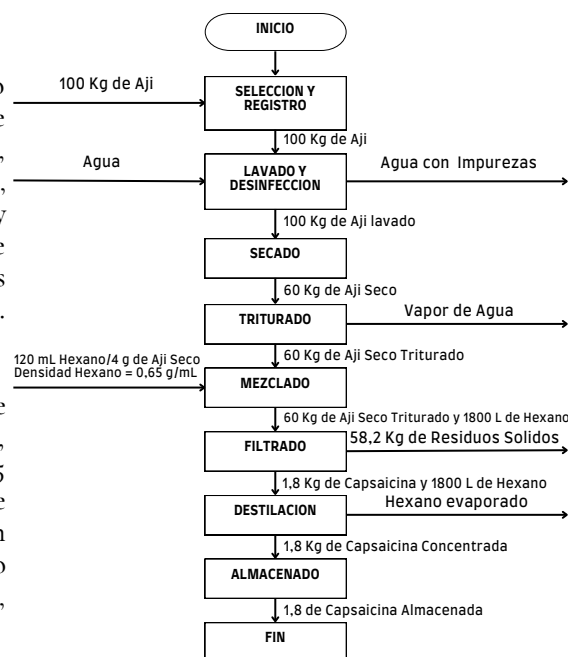 INICIO
100 Kg de Aji
SELECCION Y
REGISTRO
100 Kg de Aji
Agua
LAVADO Y
DESINFECCION
Agua con Impurezas
100 Kg de Aji lavado
SECADO
60 Kg de Aji Seco
TRITURADO
Vapor de Agua
60 Kg de Aji Seco Triturado
120 mL Hexano/4 g de Aji Seco
Densidad Hexano = 0,65 g/mL
MEZCLADO
60 Kg de Aji Seco Triturado y 1800 L de Hexano
FILTRADO
58,2 Kg de Residuos Solidos
1,8 Kg de Capsaicina y 1800 L de Hexano
DESTILACION
Hexano evaporado
1,8 Kg de Capsaicina Concentrada
ALMACENADO
1,8 de Capsaicina Almacenada
FIN